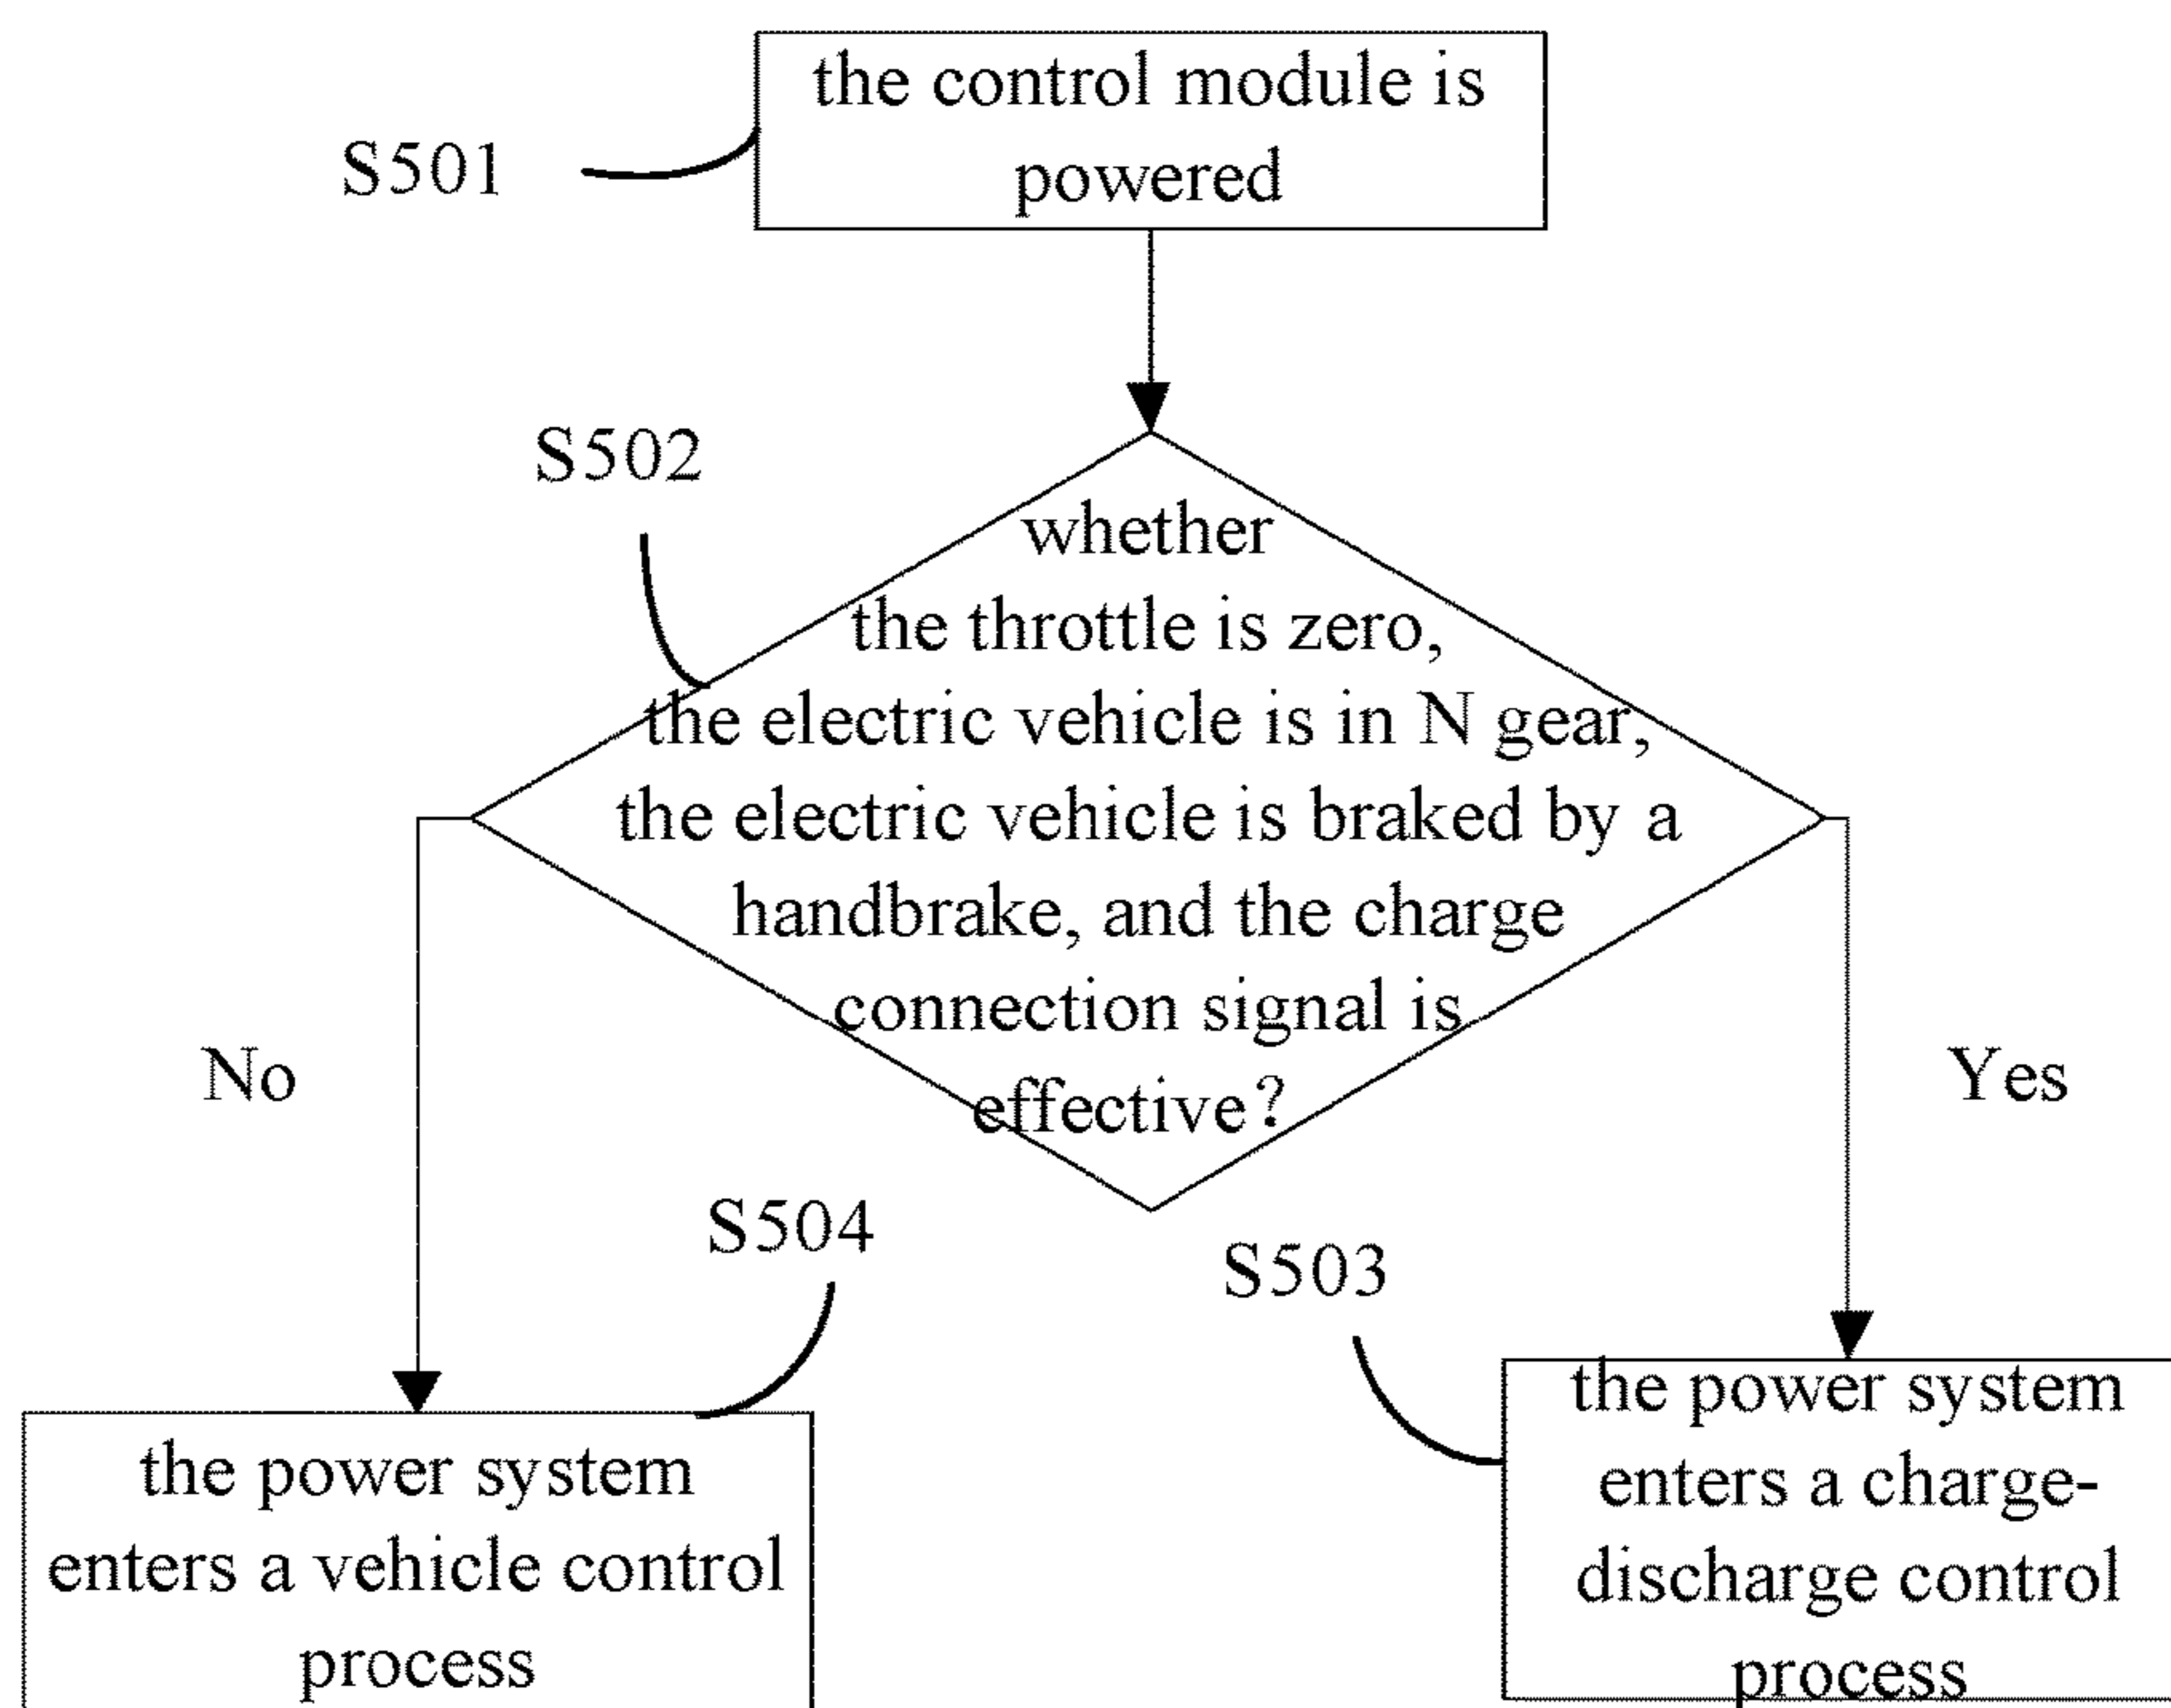 the control module is
powered
S501
S502
whether
the throttle is zero,
the electric vehicle is in N gear,
the electric vehicle is braked by a
handbrake, and the charge
connection signal is
effective?
No
Yes
S504
S503
the power system
enters a vehicle control
process
the power system
enters a charge-
discharge control
process